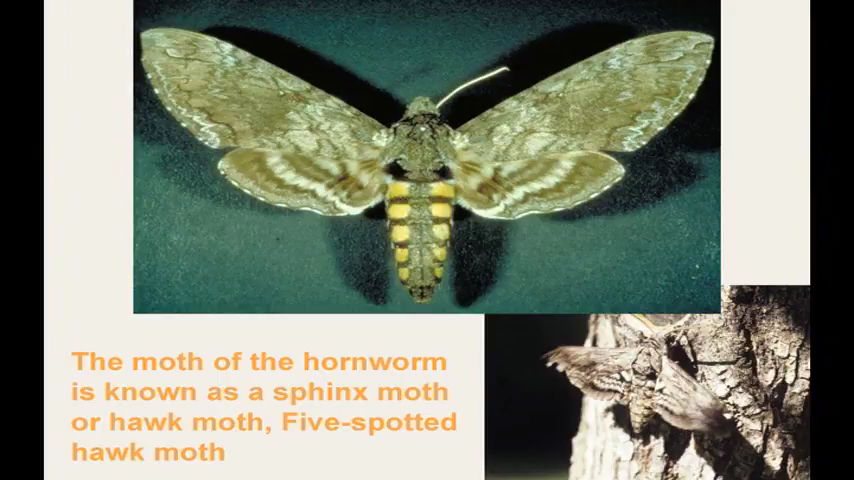 The moth of the hornworm
is known as a sphinx moth
or hawk moth, Five-spotted
hawk moth